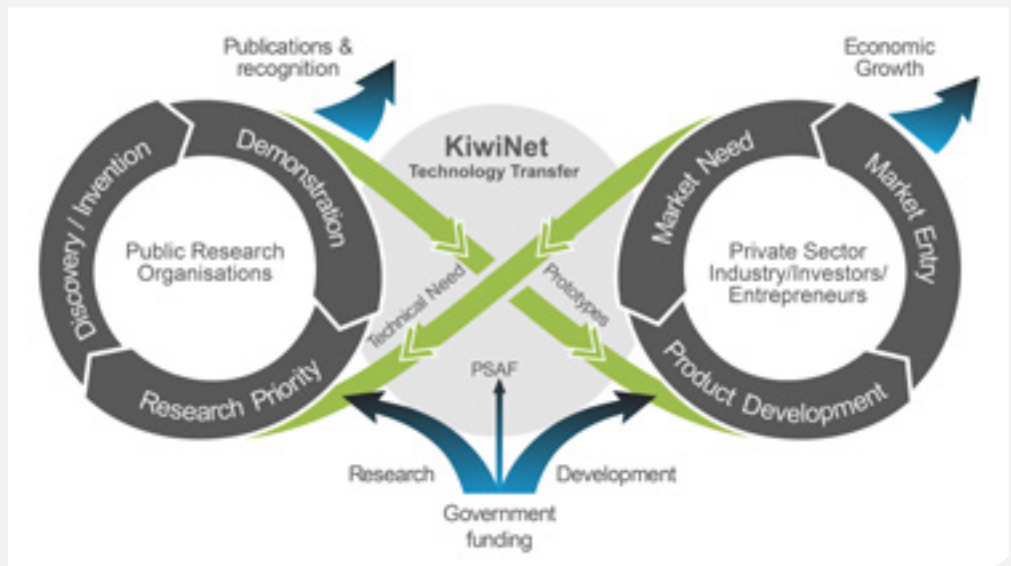 Publications &
recognition
Economic
Growth
KiwiNet
Technology Transfer
Discovery / Invention
Demonstration
Research Priority
Public Research
Organisations
Technical Need
Prototypes
PSAF
Market Need
Market Entry
Product Development
Private Sector
Industry/Investors/
Entrepreneurs
Research
Development
Government
funding